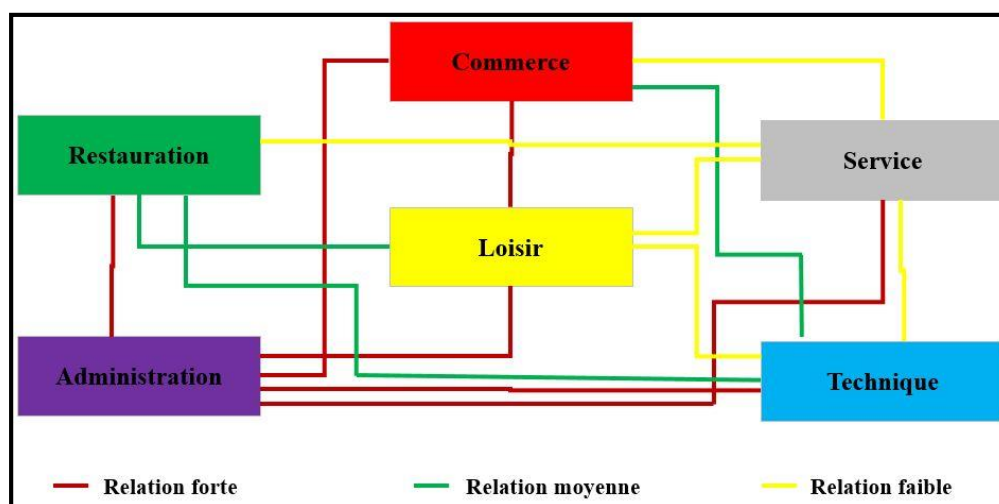 Commerce
Restauration
Service
Loisir
Administration
Technique
Relation forte
Relation moyenne
Relation faible